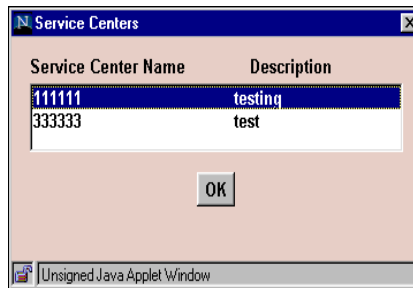 N Service Centers X
Service Center Name Description
111111 testing
333333 test
OK
Unsigned Java Applet Window